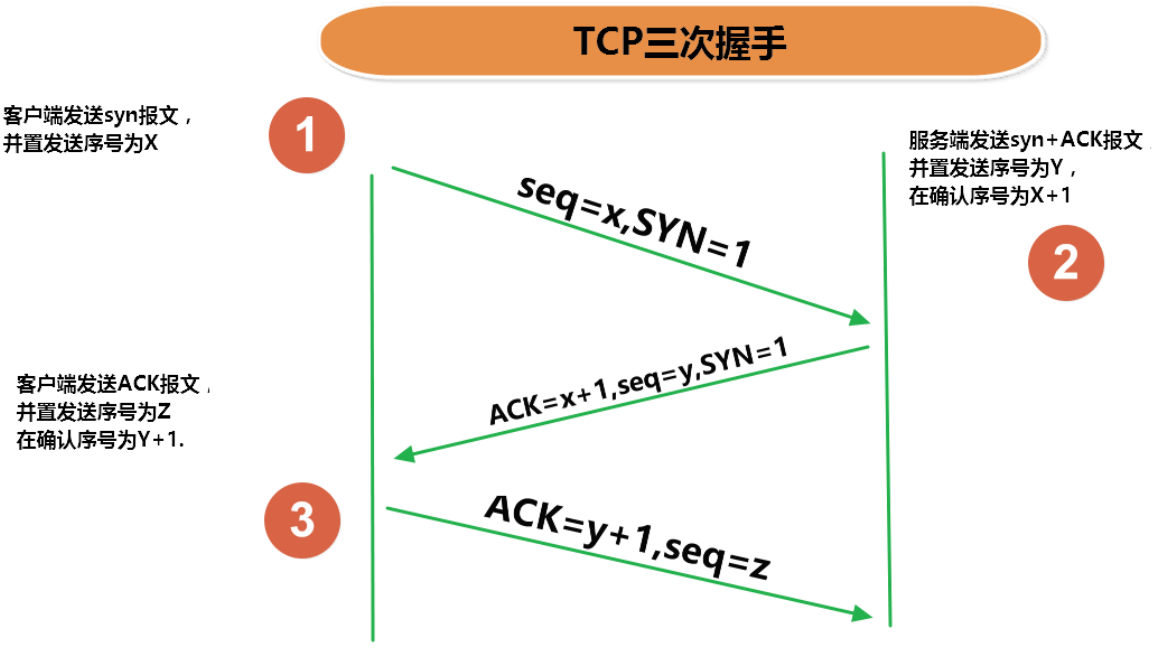 TCP三次握手
客户端发送syn报文，
并置发送序号为X
1
服务端发送syn+ACK报文，
并置发送序号为Y，
在确认序号为X+1
2
seq=x,SYN=1
ACK=x+1,seq=y,SYN=1
客户端发送ACK报文，
并置发送序号为Z
在确认序号为Y+1.
3
ACK=y+1,seq=z